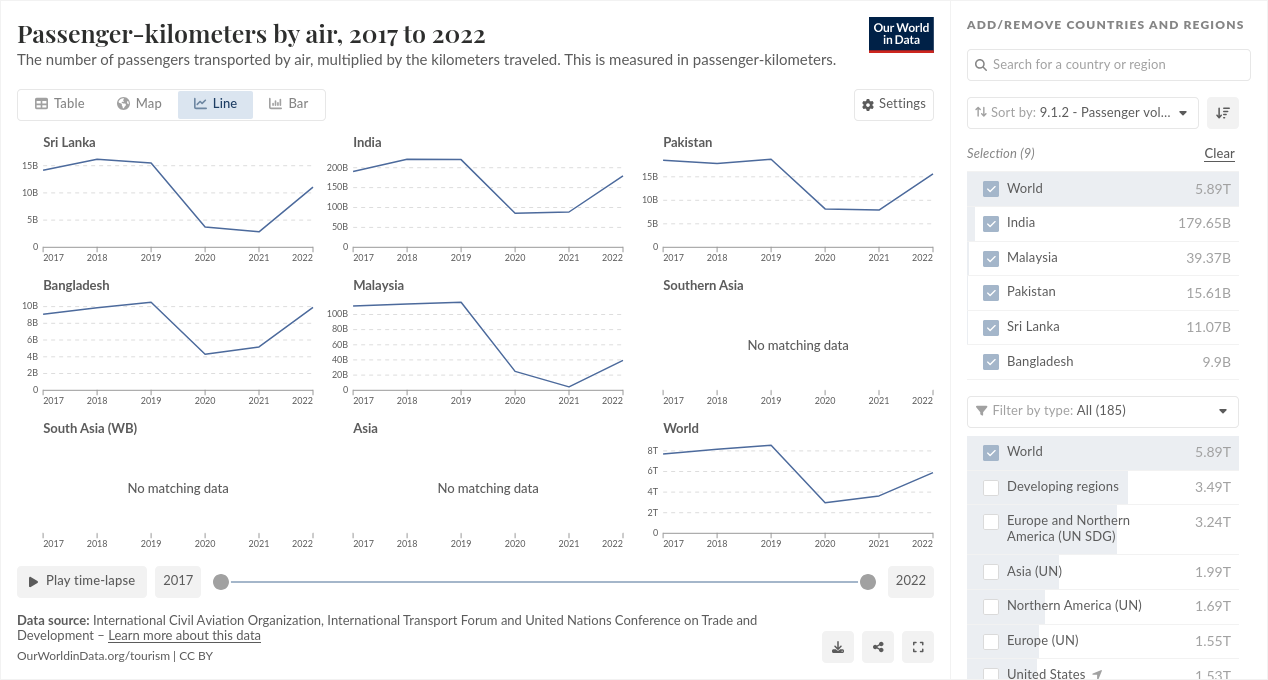 Passenger-kilometers by air, 2017 to 2022
The number of passengers transported by air, multiplied by the kilometers traveled. This is measured in passenger-kilometers.
Our World
in Data
Table
Map
Line
Bar
Settings
Sri Lanka
15B
10B
5B
0
2017 2018 2019 2020 2021 2022
India
200B
150B
100B
50B
0
2017 2018 2019 2020 2021 2022
Pakistan
15B
10B
5B
0
2017 2018 2019 2020 2021 2022
Bangladesh
10B
8B
6B
4B
2B
0
2017 2018 2019 2020 2021 2022
Malaysia
100B
80B
60B
40B
20B
0
2017 2018 2019 2020 2021 2022
Southern Asia
No matching data
2017 2018 2019 2020 2021 2022
South Asia (WB)
No matching data
2017 2018 2019 2020 2021 2022
Asia
No matching data
2017 2018 2019 2020 2021 2022
World
8T
6T
4T
2T
0
2017 2018 2019 2020 2021 2022
Play time-lapse
2017
2022
Data source: International Civil Aviation Organization, International Transport Forum and United Nations Conference on Trade and
Development – Learn more about this data
OurWorldinData.org/tourism | CC BY
ADD/REMOVE COUNTRIES AND REGIONS
Search for a country or region
Sort by: 9.1.2 - Passenger vol...
Selection (9)
Clear
World 5.89T
India 179.65B
Malaysia 39.37B
Pakistan 15.61B
Sri Lanka 11.07B
Bangladesh 9.9B
Filter by type: All (185)
World 5.89T
Developing regions 3.49T
Europe and Northern 3.24T
America (UN SDG)
Asia (UN) 1.99T
Northern America (UN) 1.69T
Europe (UN) 1.55T
United States 1.53T